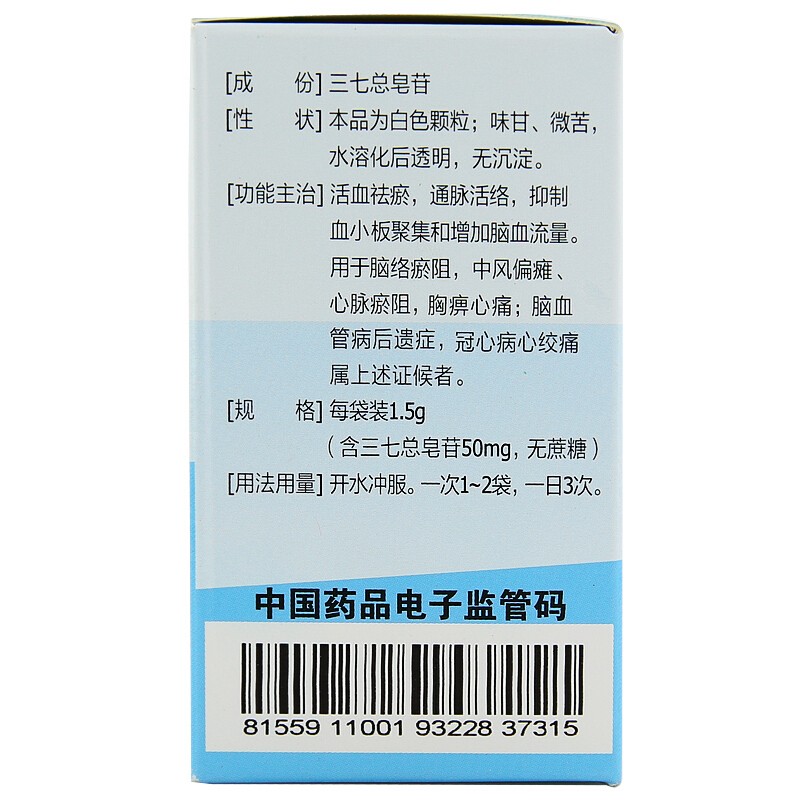 [成　　份] 三七总皂苷
[性　　状] 本品为白色颗粒；味甘、微苦，
水溶化后透明，无沉淀。
[功能主治] 活血祛瘀，通脉活络，抑制
血小板聚集和增加脑血流量。
用于脑络瘀阻，中风偏瘫、
心脉瘀阻，胸痹心痛；脑血
管病后遗症，冠心病心绞痛
属上述证候者。
[规　　格] 每袋装1.5g
（含三七总皂苷50mg，无蔗糖）
[用法用量] 开水冲服。一次1~2袋，一日3次。
中国药品电子监管码
81559 11001 93228 37315